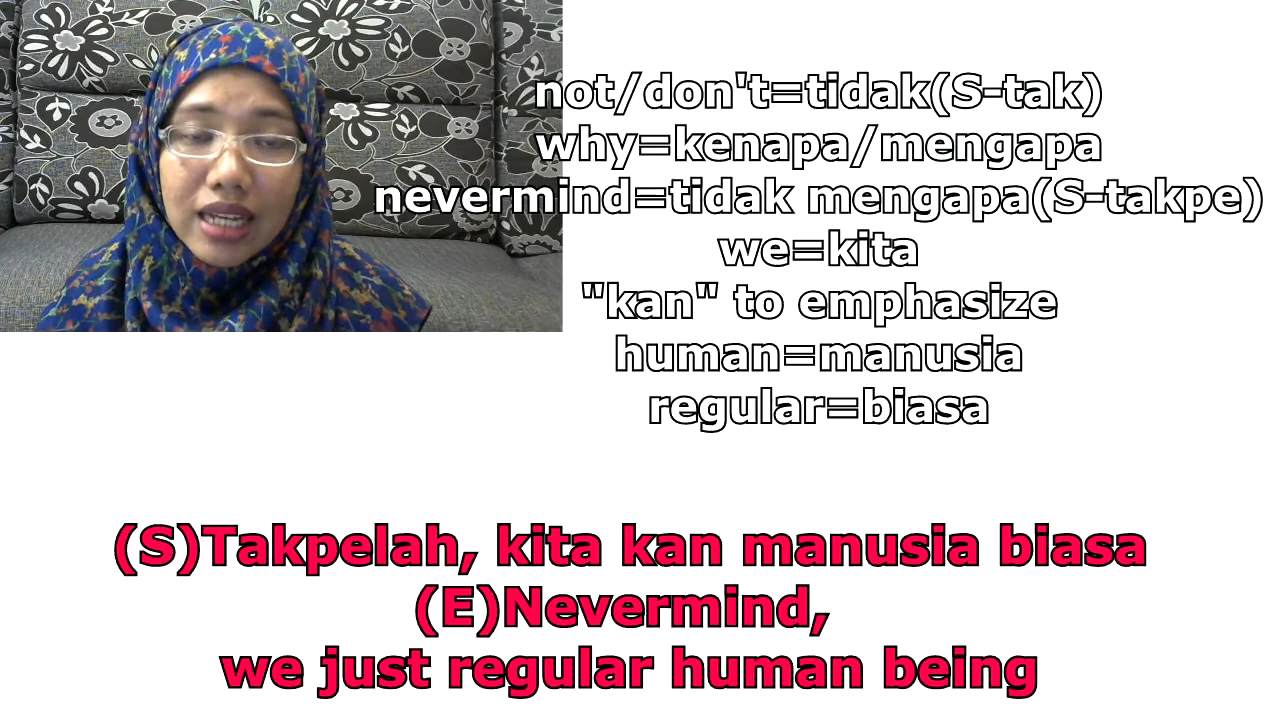 not/don't=tidak(S-tak)
why=kenapa/mengapa
nevermind=tidak mengapa(S-takpe)
we=kita
"kan" to emphasize
human=manusia
regular=biasa
(S)Takpelah, kita kan manusia biasa
(E)Nevermind,
we just regular human being